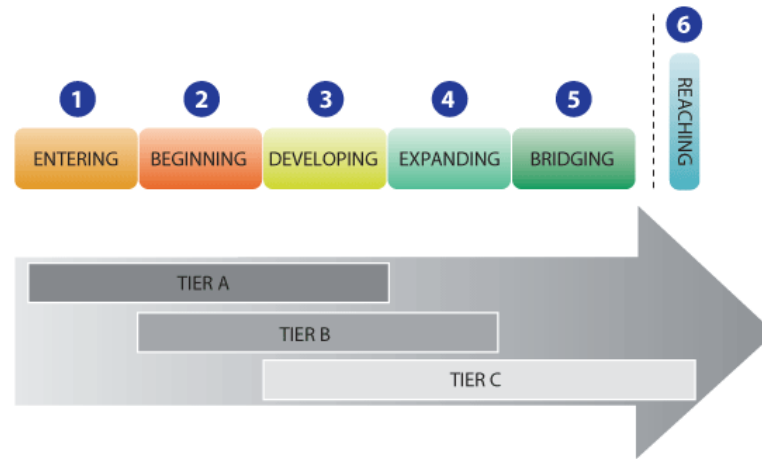 6
1 2 3 4 5
ENTERING BEGINNING DEVELOPING EXPANDING BRIDGING REACHING
TIER A
TIER B
TIER C